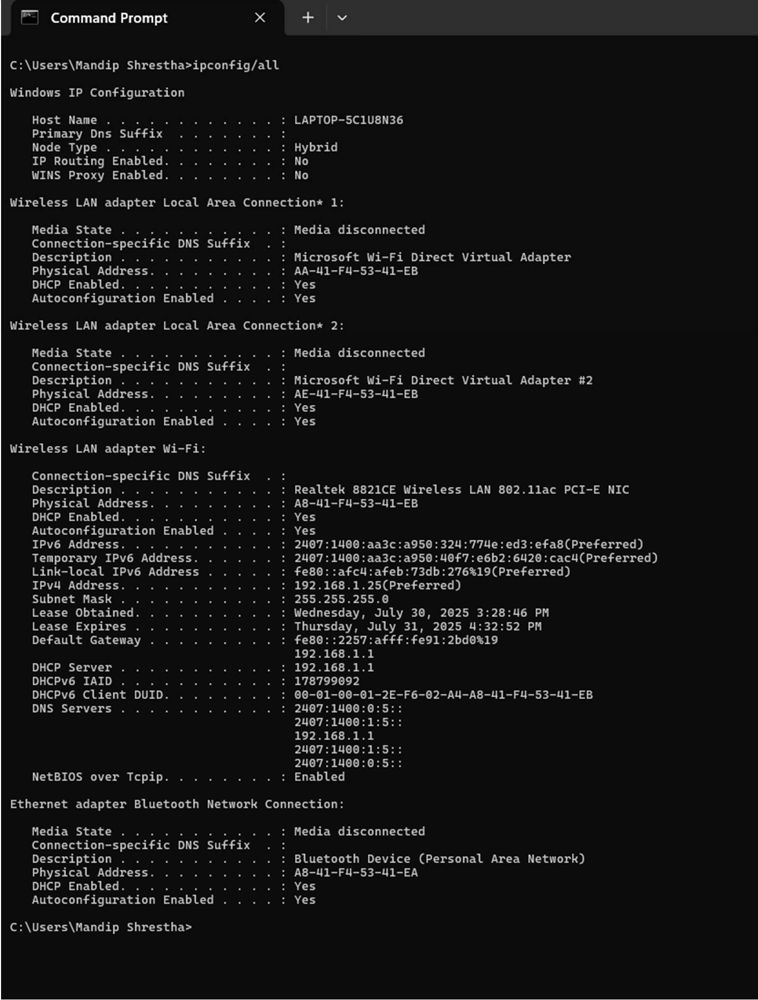 Command Prompt
C:\Users\Mandip Shrestha>ipconfig/all
Windows IP Configuration
Host Name . . . . . . . . . . . . : LAPTOP-5C1U8N36
Primary Dns Suffix  . . . . . . . :
Node Type . . . . . . . . . . . . : Hybrid
IP Routing Enabled. . . . . . . . : No
WINS Proxy Enabled. . . . . . . . : No
Wireless LAN adapter Local Area Connection* 1:
Media State . . . . . . . . . . . : Media disconnected
Connection-specific DNS Suffix  . :
Description . . . . . . . . . . . : Microsoft Wi-Fi Direct Virtual Adapter
Physical Address. . . . . . . . . : AA-41-F4-53-41-EB
DHCP Enabled. . . . . . . . . . . : Yes
Autoconfiguration Enabled . . . . : Yes
Wireless LAN adapter Local Area Connection* 2:
Media State . . . . . . . . . . . : Media disconnected
Connection-specific DNS Suffix  . :
Description . . . . . . . . . . . : Microsoft Wi-Fi Direct Virtual Adapter #2
Physical Address. . . . . . . . . : AE-41-F4-53-41-EB
DHCP Enabled. . . . . . . . . . . : Yes
Autoconfiguration Enabled . . . . : Yes
Wireless LAN adapter Wi-Fi:
Connection-specific DNS Suffix  . :
Description . . . . . . . . . . . : Realtek 8821CE Wireless LAN 802.11ac PCI-E NIC
Physical Address. . . . . . . . . : A8-41-F4-53-41-EB
DHCP Enabled. . . . . . . . . . . : Yes
Autoconfiguration Enabled . . . . : Yes
IPv6 Address. . . . . . . . . . . : 2407:1400:aa3c:a950:324:774e:ed3:efa8(Preferred)
Temporary IPv6 Address. . . . . . : 2407:1400:aa3c:a950:40f7:e6b2:6420:cac4(Preferred)
Link-local IPv6 Address . . . . . : fe80::afc4:afeb:73db:276%19(Preferred)
IPv4 Address. . . . . . . . . . . : 192.168.1.25(Preferred)
Subnet Mask . . . . . . . . . . . : 255.255.255.0
Lease Obtained. . . . . . . . . . : Wednesday, July 30, 2025 3:28:46 PM
Lease Expires . . . . . . . . . . : Thursday, July 31, 2025 4:32:52 PM
Default Gateway . . . . . . . . . : fe80::2257:afff:fe91:2bd0%19
192.168.1.1
DHCP Server . . . . . . . . . . . : 192.168.1.1
DHCPv6 IAID . . . . . . . . . . . : 178799092
DHCPv6 Client DUID. . . . . . . . : 00-01-00-01-2E-F6-02-A4-A8-41-F4-53-41-EB
DNS Servers . . . . . . . . . . . : 2407:1400:0:5::
2407:1400:1:5::
192.168.1.1
2407:1400:1:5::
2407:1400:0:5::
NetBIOS over Tcpip. . . . . . . . : Enabled
Ethernet adapter Bluetooth Network Connection:
Media State . . . . . . . . . . . : Media disconnected
Connection-specific DNS Suffix  . :
Description . . . . . . . . . . . : Bluetooth Device (Personal Area Network)
Physical Address. . . . . . . . . : A8-41-F4-53-41-EA
DHCP Enabled. . . . . . . . . . . : Yes
Autoconfiguration Enabled . . . . : Yes
C:\Users\Mandip Shrestha>